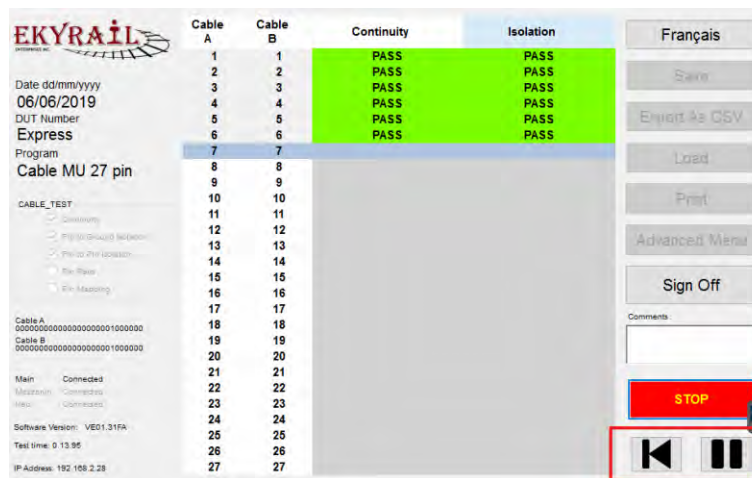 EKYRAIL
Date dd/mm/yyyy
06/06/2019
DUT Number
Express
Program
Cable MU 27 pin
CABLE_TEST
Continuity
Pin to Ground Isolation
Pin to Pin Isolation
Pin Mapping
Cable A
000000000000000000001000000
Cable B
000000000000000000001000000
Main Connected
Connected
Connected
Software Version: VE01.31FA
Test time: 0:13.95
IP Address: 192.168.2.28
Cable A Cable B Continuity Isolation
1 1 PASS PASS
2 2 PASS PASS
3 3 PASS PASS
4 4 PASS PASS
5 5 PASS PASS
6 6 PASS PASS
7 7
8 8
9 9
10 10
11 11
12 12
13 13
14 14
15 15
16 16
17 17
18 18
19 19
20 20
21 21
22 22
23 23
24 24
25 25
26 26
27 27
Français
Save
Export As CSV
Load
Print
Advanced Menu
Sign Off
Comments
STOP